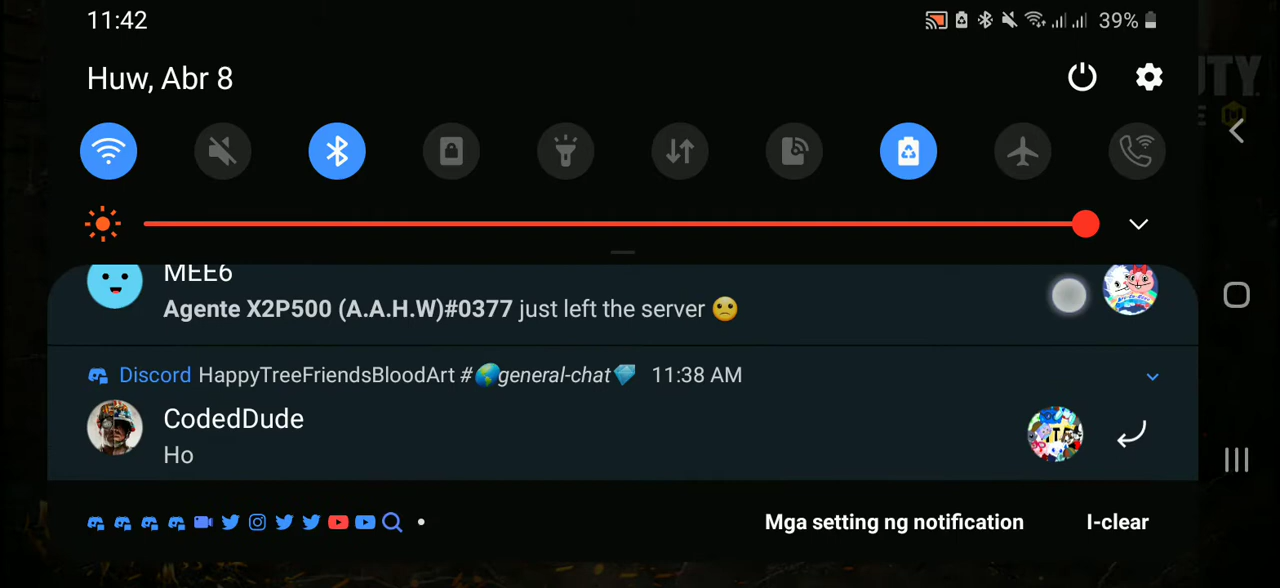 11:42
39%
Huw, Abr 8
UTY
MEE6
Agente X2P500 (A.A.H.W)#0377 just left the server
Discord HappyTreeFriendsBloodArt #general-chat 11:38 AM
CodedDude
Ho
Mga setting ng notification
I-clear